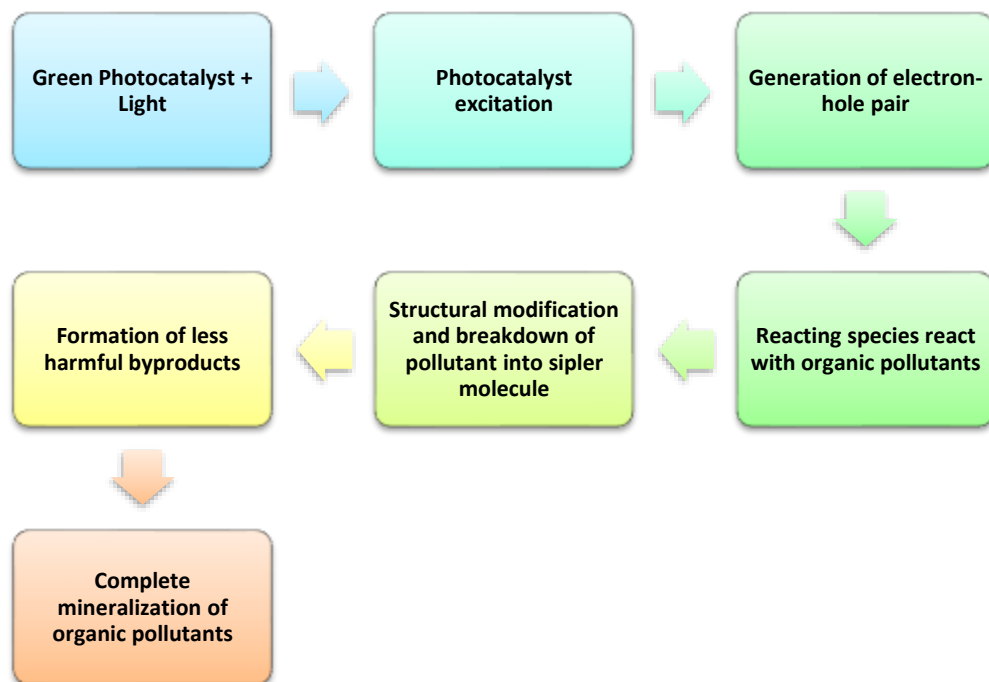 Green Photocatalyst +
Light
Photocatalyst
excitation
Generation of electron-
hole pair
Reacting species react
with organic pollutants
Structural modification
and breakdown of
pollutant into sipler
molecule
Formation of less
harmful byproducts
Complete
mineralization of
organic pollutants